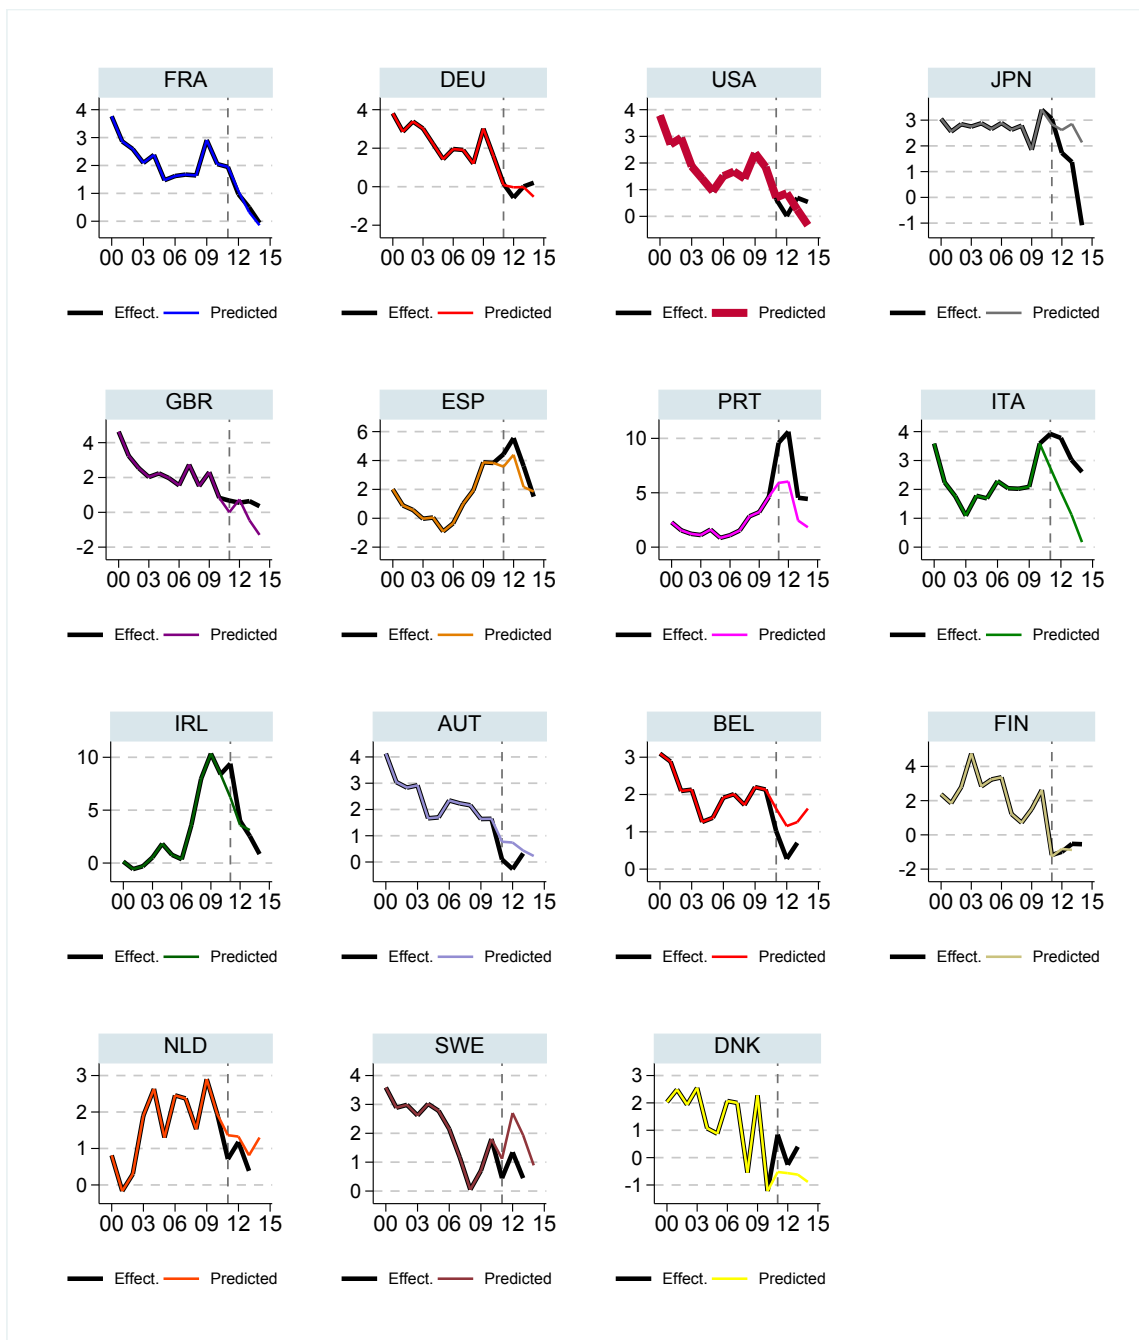 FRA DEU USA JPN
4 4 4 3
3 2 3 2
2 0 2 1
1 -2 1 0
0 0 -1
00 03 06 09 12 15 00 03 06 09 12 15 00 03 06 09 12 15 00 03 06 09 12 15
Effect. Predicted Effect. Predicted Effect. Predicted Effect. Predicted
GBR ESP PRT ITA
4 6 10 4
2 4 5 3
0 2 0 2
-2 0 1
-2 0
00 03 06 09 12 15 00 03 06 09 12 15 00 03 06 09 12 15 00 03 06 09 12 15
Effect. Predicted Effect. Predicted Effect. Predicted Effect. Predicted
IRL AUT BEL FIN
10 4 3 4
5 3 2 2
0 2 1 0
1 0 -2
0
00 03 06 09 12 15 00 03 06 09 12 15 00 03 06 09 12 15 00 03 06 09 12 15
Effect. Predicted Effect. Predicted Effect. Predicted Effect. Predicted
NLD SWE DNK
3 4 3
2 3 2
1 2 1
0 1 0
0 -1
00 03 06 09 12 15 00 03 06 09 12 15 00 03 06 09 12 15
Effect. Predicted Effect. Predicted Effect. Predicted